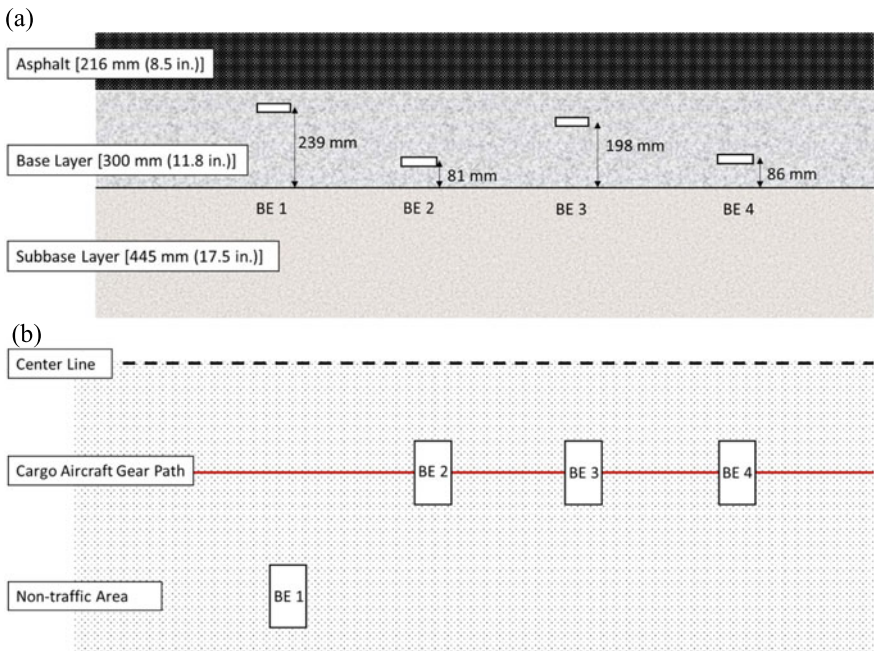 (a)
Asphalt [216 mm (8.5 in.)]
239 mm
198 mm
Base Layer [300 mm (11.8 in.)]
81 mm
86 mm
BE 1
BE 2
BE 3
BE 4
Subbase Layer [445 mm (17.5 in.)]
(b)
Center Line
Cargo Aircraft Gear Path
BE 2
BE 3
BE 4
Non-traffic Area
BE 1